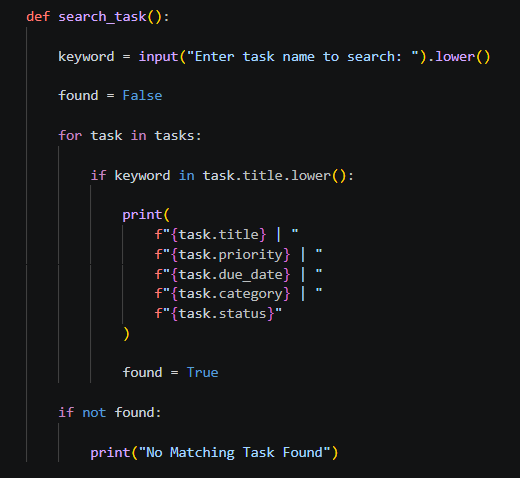 def search_task():
    keyword = input("Enter task name to search: ").lower()
    found = False
    for task in tasks:
        if keyword in task.title.lower():
            print(
                f"{task.title} | "
                f"{task.priority} | "
                f"{task.due_date} | "
                f"{task.category} | "
                f"{task.status}"
            )
            found = True
    if not found:
        print("No Matching Task Found")